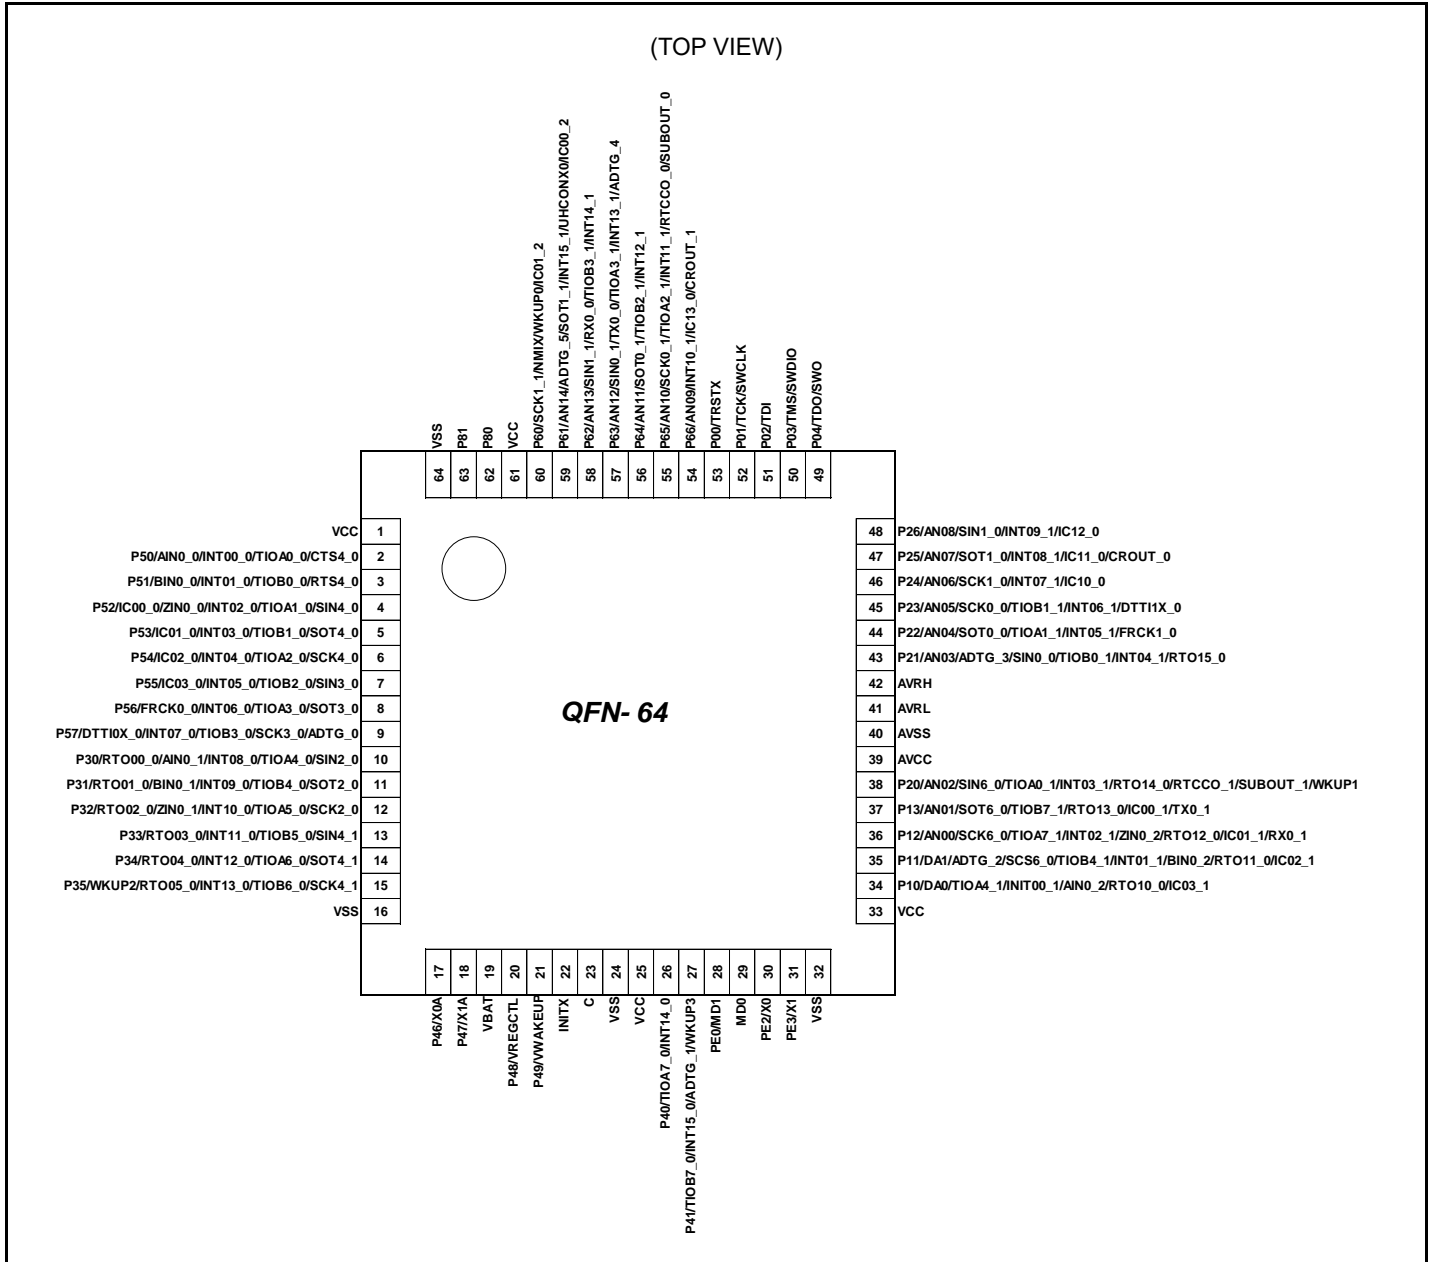 (TOP VIEW)
VSS
P81
P80
VCC
P60/SCK1_1/NMIX/WKUP0/IC01_2
P61/AN14/ADTG_5/SOT1_1/INT15_1/UHCONX0/IC00_2
P62/AN13/SIN1_1/RX0_0/TIOB3_1/INT14_1
P63/AN12/SIN0_1/TX0_0/TIOA3_1/INT13_1/ADTG_4
P64/AN11/SOT0_1/TIOB2_1/INT12_1
P65/AN10/SCK0_1/TIOA2_1/INT11_1/RTCCO_0/SUBOUT_0
P66/AN09/INT10_1/IC13_0/CROUT_1
P00/TRSTX
P01/TCK/SWCLK
P02/TDI
P03/TMS/SWDIO
P04/TDO/SWO
64 63 62 61 60 59 58 57 56 55 54 53 52 51 50 49
VCC 1
P50/AIN0_0/INT00_0/TIOA0_0/CTS4_0 2
P51/BIN0_0/INT01_0/TIOB0_0/RTS4_0 3
P52/IC00_0/ZIN0_0/INT02_0/TIOA1_0/SIN4_0 4
P53/IC01_0/INT03_0/TIOB1_0/SOT4_0 5
P54/IC02_0/INT04_0/TIOA2_0/SCK4_0 6
P55/IC03_0/INT05_0/TIOB2_0/SIN3_0 7
P56/FRCK0_0/INT06_0/TIOA3_0/SOT3_0 8
P57/DTTI0X_0/INT07_0/TIOB3_0/SCK3_0/ADTG_0 9
P30/RTO00_0/AIN0_1/INT08_0/TIOA4_0/SIN2_0 10
P31/RTO01_0/BIN0_1/INT09_0/TIOB4_0/SOT2_0 11
P32/RTO02_0/ZIN0_1/INT10_0/TIOA5_0/SCK2_0 12
P33/RTO03_0/INT11_0/TIOB5_0/SIN4_1 13
P34/RTO04_0/INT12_0/TIOA6_0/SOT4_1 14
P35/WKUP2/RTO05_0/INT13_0/TIOB6_0/SCK4_1 15
VSS 16
QFN- 64
48 P26/AN08/SIN1_0/INT09_1/IC12_0
47 P25/AN07/SOT1_0/INT08_1/IC11_0/CROUT_0
46 P24/AN06/SCK1_0/INT07_1/IC10_0
45 P23/AN05/SCK0_0/TIOB1_1/INT06_1/DTTI1X_0
44 P22/AN04/SOT0_0/TIOA1_1/INT05_1/FRCK1_0
43 P21/AN03/ADTG_3/SIN0_0/TIOB0_1/INT04_1/RTO15_0
42 AVRH
41 AVRL
40 AVSS
39 AVCC
38 P20/AN02/SIN6_0/TIOA0_1/INT03_1/RTO14_0/RTCCO_1/SUBOUT_1/WKUP1
37 P13/AN01/SOT6_0/TIOB7_1/RTO13_0/IC00_1/TX0_1
36 P12/AN00/SCK6_0/TIOA7_1/INT02_1/ZIN0_2/RTO12_0/IC01_1/RX0_1
35 P11/DA1/ADTG_2/SCS6_0/TIOB4_1/INT01_1/BIN0_2/RTO11_0/IC02_1
34 P10/DA0/TIOA4_1/INIT00_1/AIN0_2/RTO10_0/IC03_1
33 VCC
17 18 19 20 21 22 23 24 25 26 27 28 29 30 31 32
P46/X0A
P47/X1A
VBAT
P48/VREGCTL
P49/VWAKEUP
INITX
C
VSS
VCC
P40/TIOA7_0/INT14_0
P41/TIOB7_0/INT15_0/ADTG_1/WKUP3
PE0/MD1
MD0
PE2/X0
PE3/X1
VSS